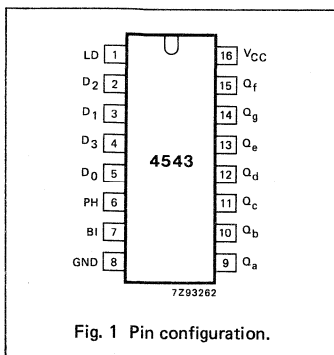 LD 1 16 VCC
D2 2 15 Qf
D1 3 14 Qg
D3 4 13 Qe
4543
D0 5 12 Qd
PH 6 11 Qc
BI 7 10 Qb
GND 8 9 Qa
7Z93262
Fig. 1 Pin configuration.